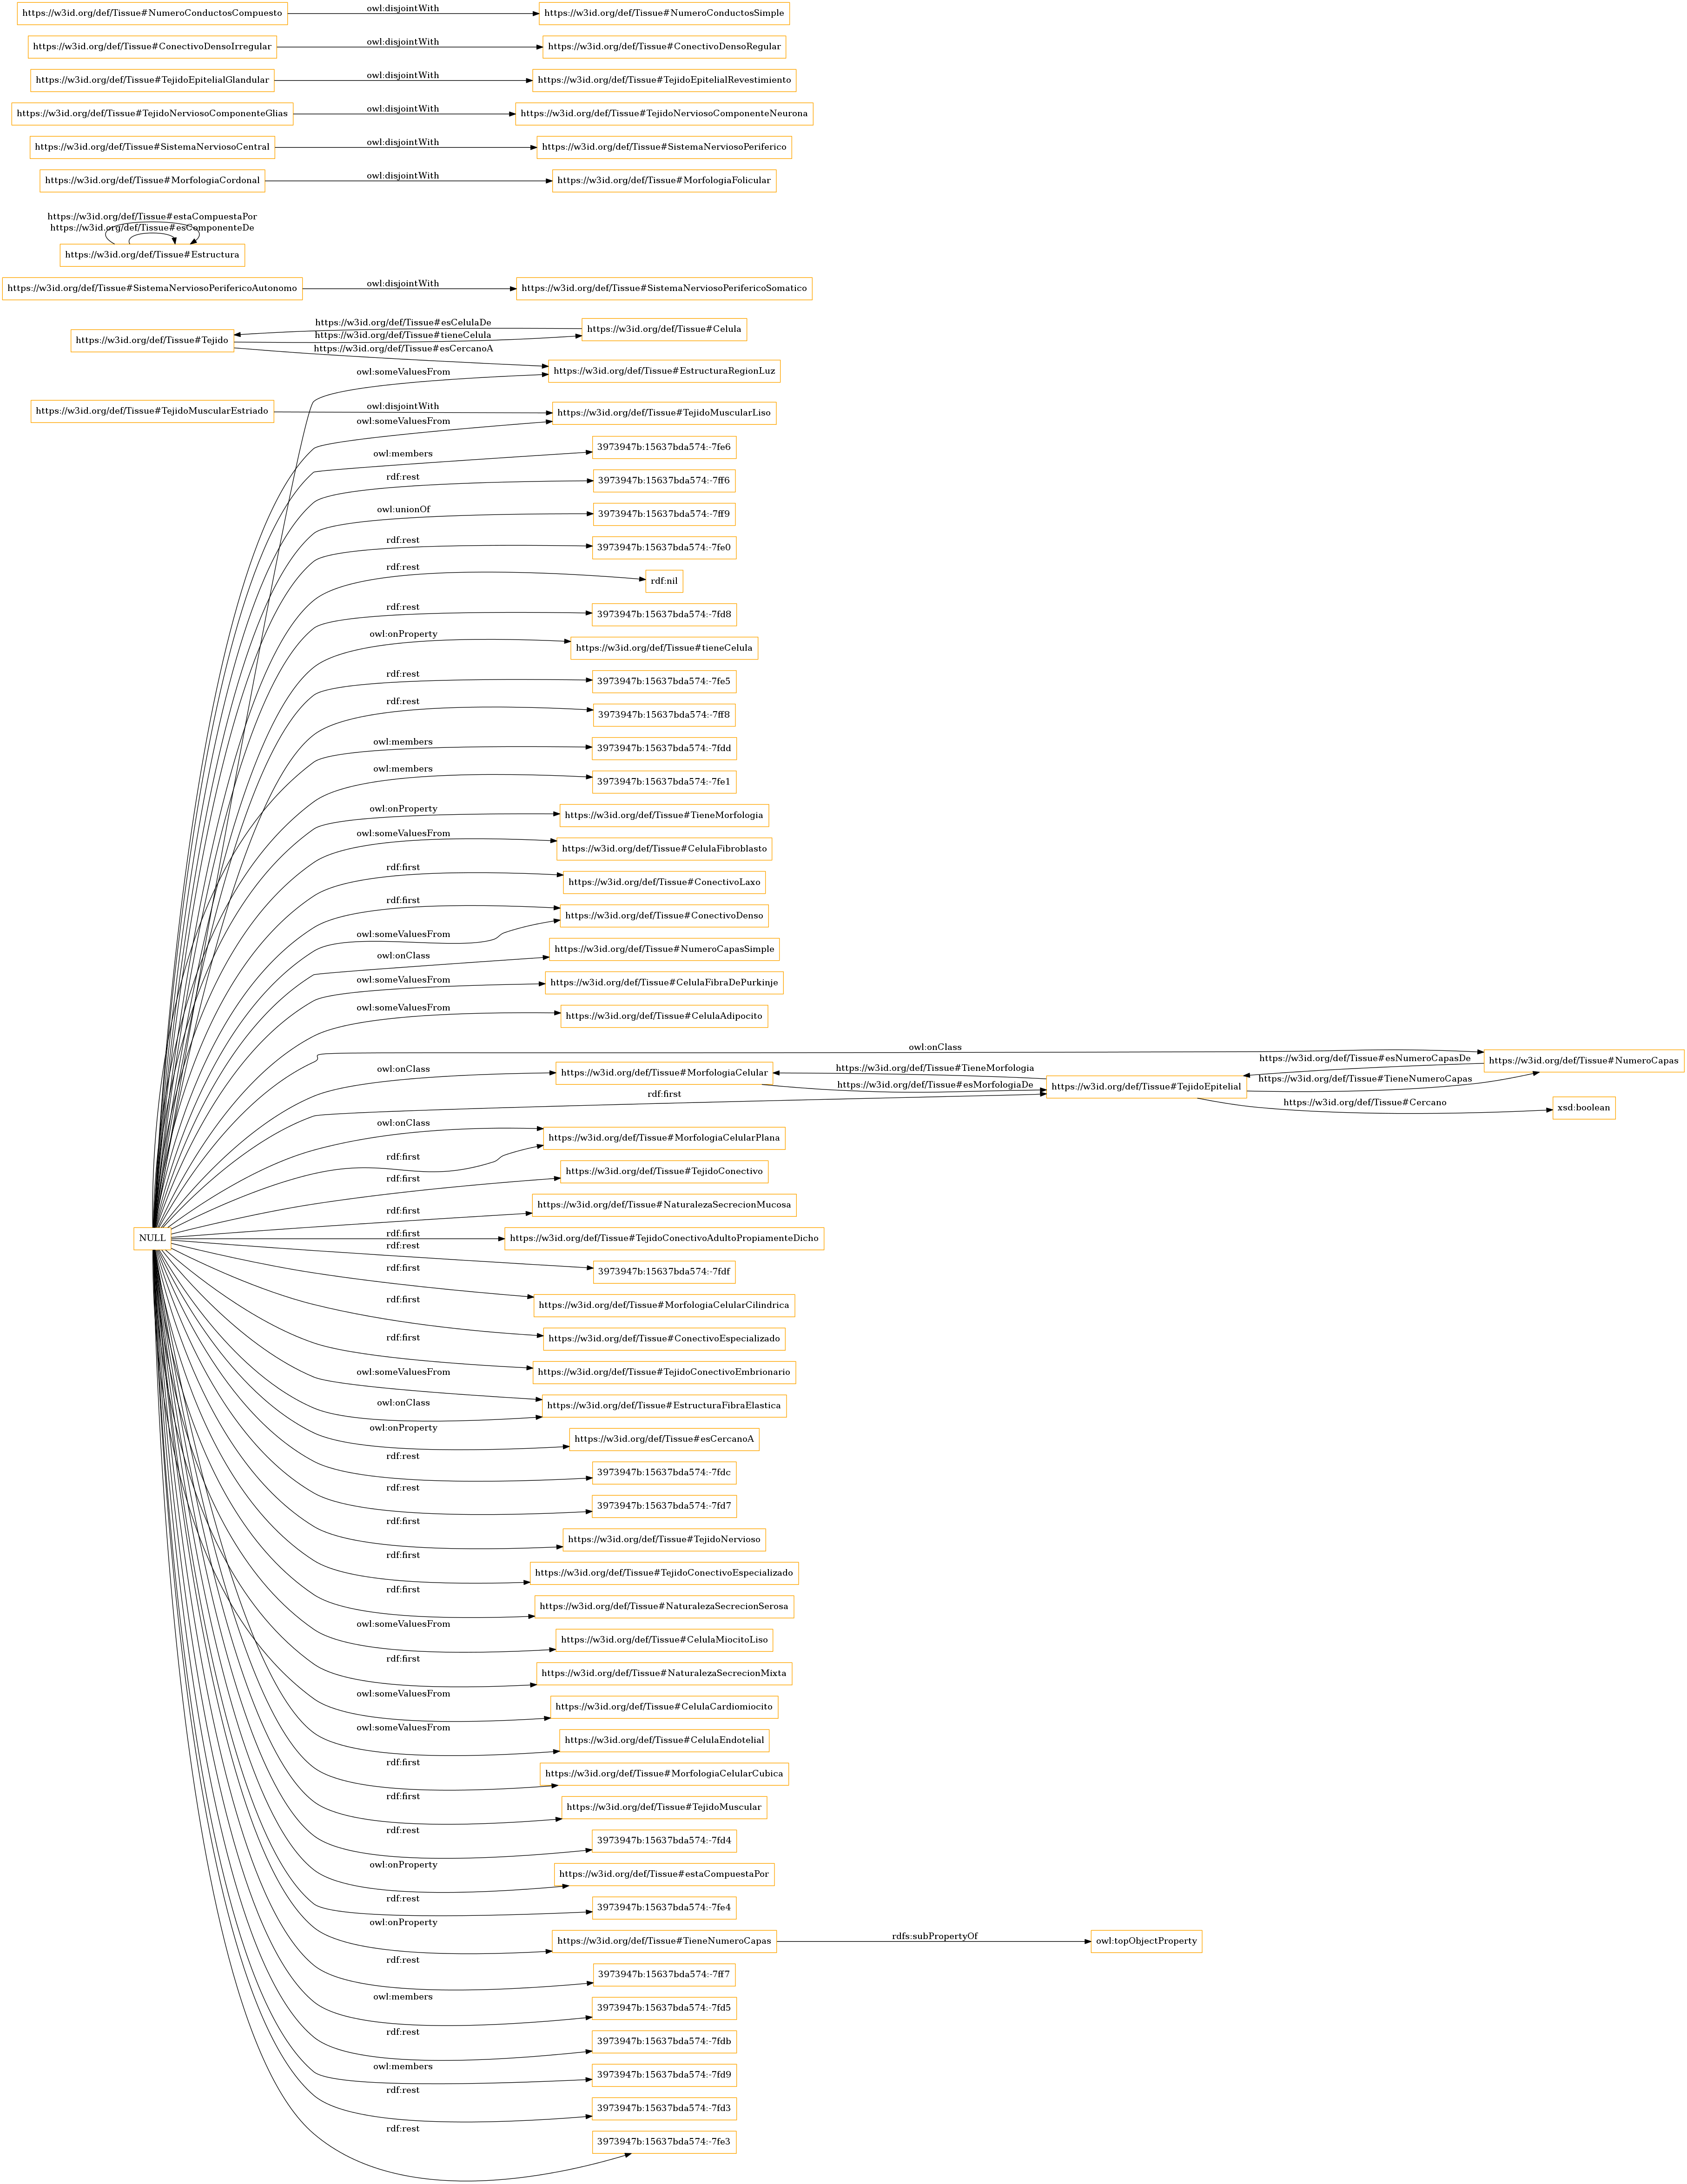 https://w3id.org/def/Tissue#NumeroConductosCompuesto owl:disjointWith https://w3id.org/def/Tissue#NumeroConductosSimple
https://w3id.org/def/Tissue#ConectivoDensoIrregular owl:disjointWith https://w3id.org/def/Tissue#ConectivoDensoRegular
https://w3id.org/def/Tissue#TejidoEpitelialGlandular owl:disjointWith https://w3id.org/def/Tissue#TejidoEpitelialRevestimiento
https://w3id.org/def/Tissue#TejidoNerviosoComponenteGlias owl:disjointWith https://w3id.org/def/Tissue#TejidoNerviosoComponenteNeurona
https://w3id.org/def/Tissue#SistemaNerviosoCentral owl:disjointWith https://w3id.org/def/Tissue#SistemaNerviosoPeriferico
https://w3id.org/def/Tissue#MorfologiaCordonal owl:disjointWith https://w3id.org/def/Tissue#MorfologiaFolicular
https://w3id.org/def/Tissue#estaCompuestaPor
https://w3id.org/def/Tissue#esComponenteDe
https://w3id.org/def/Tissue#Estructura
https://w3id.org/def/Tissue#SistemaNerviosoPerifericoAutonomo owl:disjointWith https://w3id.org/def/Tissue#SistemaNerviosoPerifericoSomatico
https://w3id.org/def/Tissue#esCelulaDe https://w3id.org/def/Tissue#Celula
https://w3id.org/def/Tissue#Tejido https://w3id.org/def/Tissue#tieneCelula
https://w3id.org/def/Tissue#esCercanoA
owl:someValuesFrom https://w3id.org/def/Tissue#EstructuraRegionLuz
https://w3id.org/def/Tissue#TejidoMuscularEstriado owl:disjointWith https://w3id.org/def/Tissue#TejidoMuscularLiso
owl:someValuesFrom
owl:members 3973947b:15637bda574:-7fe6
rdf:rest 3973947b:15637bda574:-7ff6
owl:unionOf 3973947b:15637bda574:-7ff9
rdf:rest 3973947b:15637bda574:-7fe0
rdf:rest rdf:nil
rdf:rest 3973947b:15637bda574:-7fd8
owl:onProperty https://w3id.org/def/Tissue#tieneCelula
rdf:rest 3973947b:15637bda574:-7fe5
rdf:rest 3973947b:15637bda574:-7ff8
owl:members 3973947b:15637bda574:-7fdd
owl:members 3973947b:15637bda574:-7fe1
owl:onProperty https://w3id.org/def/Tissue#TieneMorfologia
owl:someValuesFrom https://w3id.org/def/Tissue#CelulaFibroblasto
rdf:first https://w3id.org/def/Tissue#ConectivoLaxo
rdf:first https://w3id.org/def/Tissue#ConectivoDenso
owl:someValuesFrom
owl:onClass https://w3id.org/def/Tissue#NumeroCapasSimple
owl:someValuesFrom https://w3id.org/def/Tissue#CelulaFibraDePurkinje
owl:someValuesFrom https://w3id.org/def/Tissue#CelulaAdipocito
owl:onClass https://w3id.org/def/Tissue#esNumeroCapasDe https://w3id.org/def/Tissue#NumeroCapas
owl:onClass https://w3id.org/def/Tissue#MorfologiaCelular https://w3id.org/def/Tissue#TieneMorfologia
https://w3id.org/def/Tissue#esMorfologiaDe https://w3id.org/def/Tissue#TejidoEpitelial https://w3id.org/def/Tissue#TieneNumeroCapas
rdf:first https://w3id.org/def/Tissue#Cercano xsd:boolean
owl:onClass https://w3id.org/def/Tissue#MorfologiaCelularPlana
rdf:first
rdf:first https://w3id.org/def/Tissue#TejidoConectivo
rdf:first https://w3id.org/def/Tissue#NaturalezaSecrecionMucosa
NULL rdf:first https://w3id.org/def/Tissue#TejidoConectivoAdultoPropiamenteDicho
rdf:rest 3973947b:15637bda574:-7fdf
rdf:first https://w3id.org/def/Tissue#MorfologiaCelularCilindrica
rdf:first https://w3id.org/def/Tissue#ConectivoEspecializado
rdf:first https://w3id.org/def/Tissue#TejidoConectivoEmbrionario
owl:someValuesFrom https://w3id.org/def/Tissue#EstructuraFibraElastica
owl:onClass
owl:onProperty https://w3id.org/def/Tissue#esCercanoA
rdf:rest 3973947b:15637bda574:-7fdc
rdf:rest 3973947b:15637bda574:-7fd7
rdf:first https://w3id.org/def/Tissue#TejidoNervioso
rdf:first https://w3id.org/def/Tissue#TejidoConectivoEspecializado
rdf:first https://w3id.org/def/Tissue#NaturalezaSecrecionSerosa
owl:someValuesFrom https://w3id.org/def/Tissue#CelulaMiocitoLiso
rdf:first https://w3id.org/def/Tissue#NaturalezaSecrecionMixta
owl:someValuesFrom https://w3id.org/def/Tissue#CelulaCardiomiocito
owl:someValuesFrom https://w3id.org/def/Tissue#CelulaEndotelial
rdf:first https://w3id.org/def/Tissue#MorfologiaCelularCubica
rdf:first https://w3id.org/def/Tissue#TejidoMuscular
rdf:rest 3973947b:15637bda574:-7fd4
owl:onProperty https://w3id.org/def/Tissue#estaCompuestaPor
rdf:rest 3973947b:15637bda574:-7fe4
owl:onProperty https://w3id.org/def/Tissue#TieneNumeroCapas rdfs:subPropertyOf owl:topObjectProperty
rdf:rest 3973947b:15637bda574:-7ff7
owl:members 3973947b:15637bda574:-7fd5
rdf:rest 3973947b:15637bda574:-7fdb
owl:members 3973947b:15637bda574:-7fd9
rdf:rest 3973947b:15637bda574:-7fd3
rdf:rest 3973947b:15637bda574:-7fe3